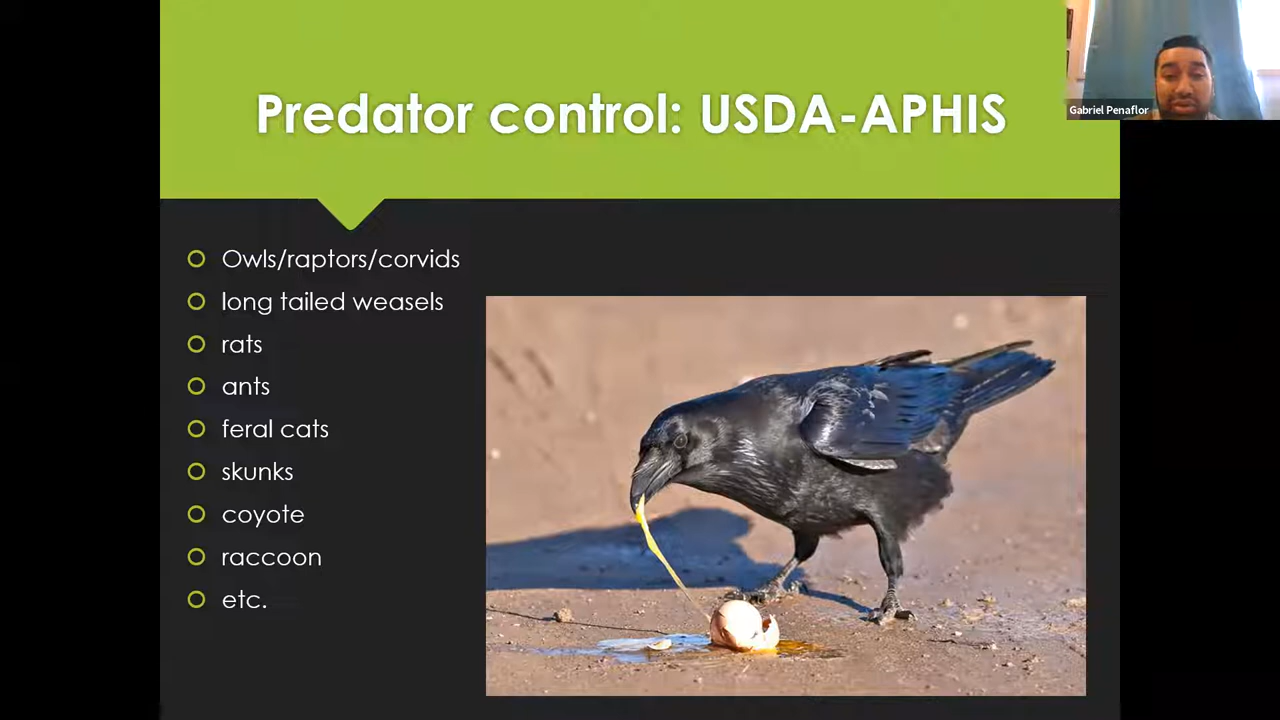 Predator control: USDA-APHIS
Gabriel Penaflor
Owls/raptors/corvids
long tailed weasels
rats
ants
feral cats
skunks
coyote
raccoon
etc.